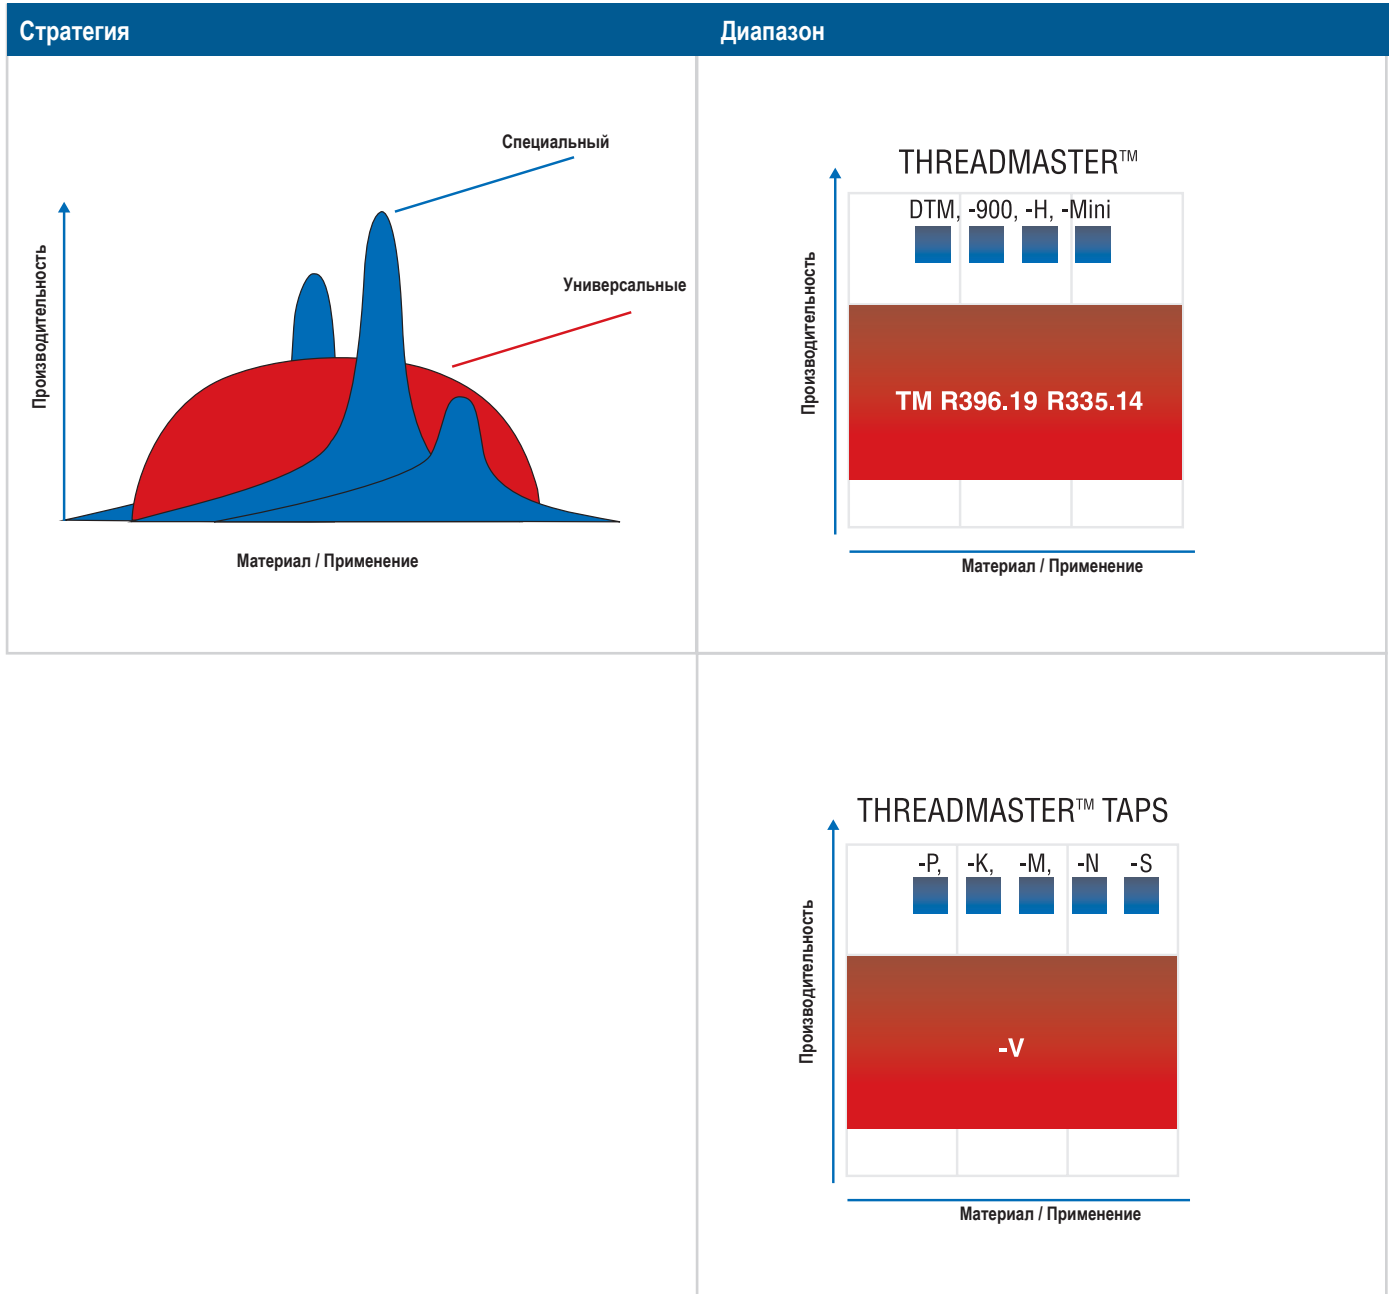 Стратегия
Диапазон
Специальный
Универсальные
Производительность
Материал / Применение
THREADMASTER™
DTM, -900, -H, -Mini
TM R396.19 R335.14
Производительность
Материал / Применение
THREADMASTER™ TAPS
-P, -K, -M, -N -S
-V
Производительность
Материал / Применение